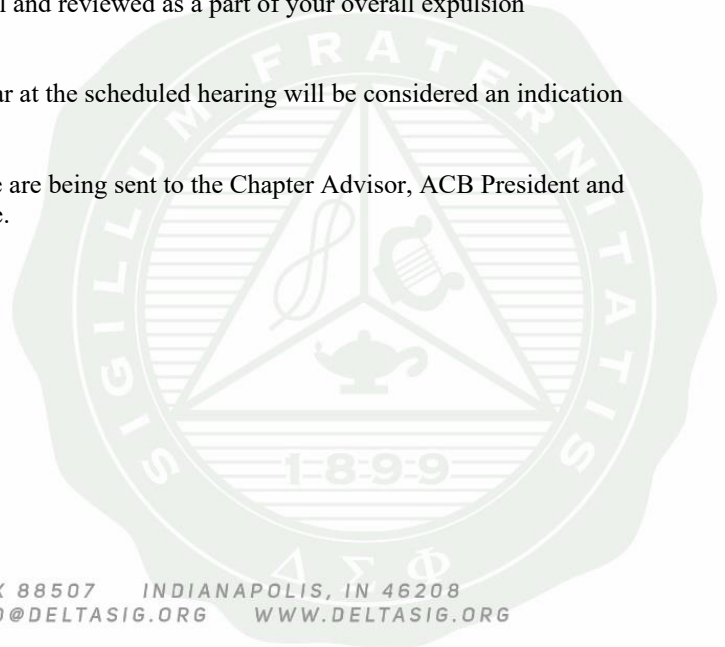 and reviewed as a part of your overall expulsion
at the scheduled hearing will be considered an indication
are being sent to the Chapter Advisor, ACB President and
SIGILLUM FRATERNITATIS
1899
Δ Σ Φ
88507 INDIANAPOLIS, IN 46208
@DELTASIG.ORG WWW.DELTASIG.ORG